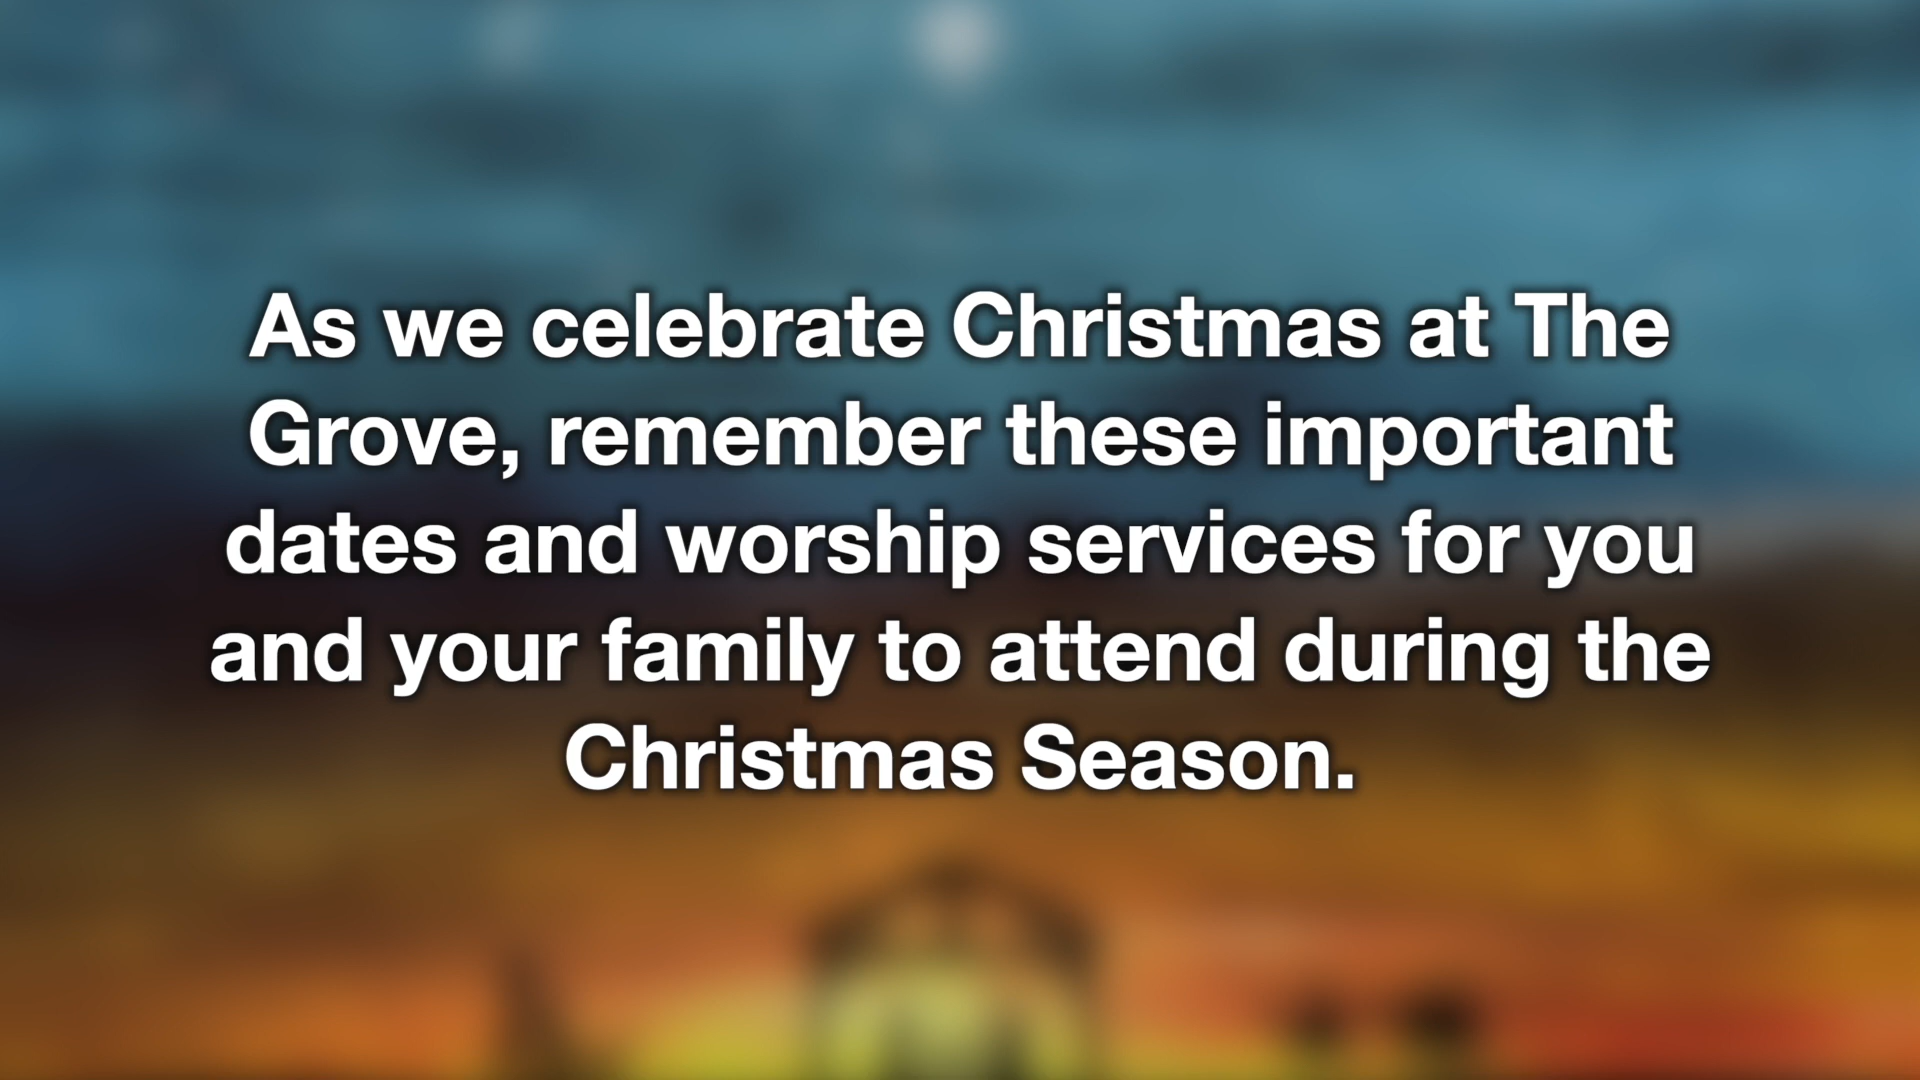 As we celebrate Christmas at The
Grove, remember these important
dates and worship services for you
and your family to attend during the
Christmas Season.